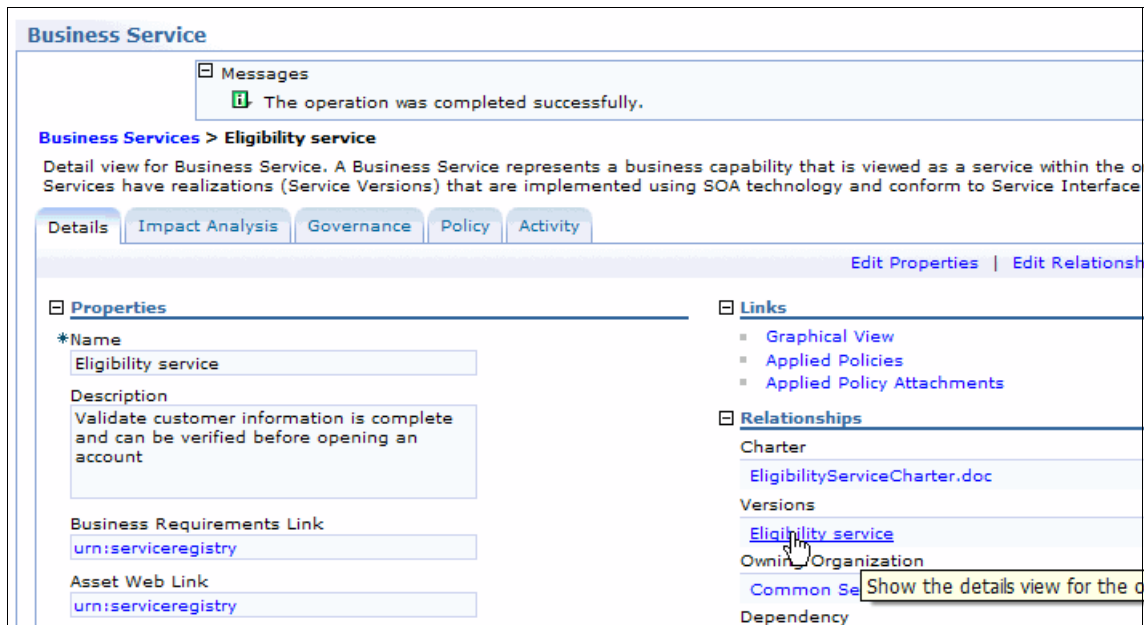 Business Service
Messages
The operation was completed successfully.
Business Services > Eligibility service
Detail view for Business Service. A Business Service represents a business capability that is viewed as a service within the
Services have realizations (Service Versions) that are implemented using SOA technology and conform to Service Interface
Details Impact Analysis Governance Policy Activity
Edit Properties | Edit
Properties
*Name
Eligibility service
Description
Validate customer information is complete
and can be verified before opening an
account
Business Requirements Link
urn:serviceregistry
Asset Web Link
urn:serviceregistry
Links
Graphical View
Applied Policies
Applied Policy Attachments
Relationships
Charter
EligibilityServiceCharter.doc
Versions
Eligibility service
Owning Organization
Common
Show the details view for the
Dependency